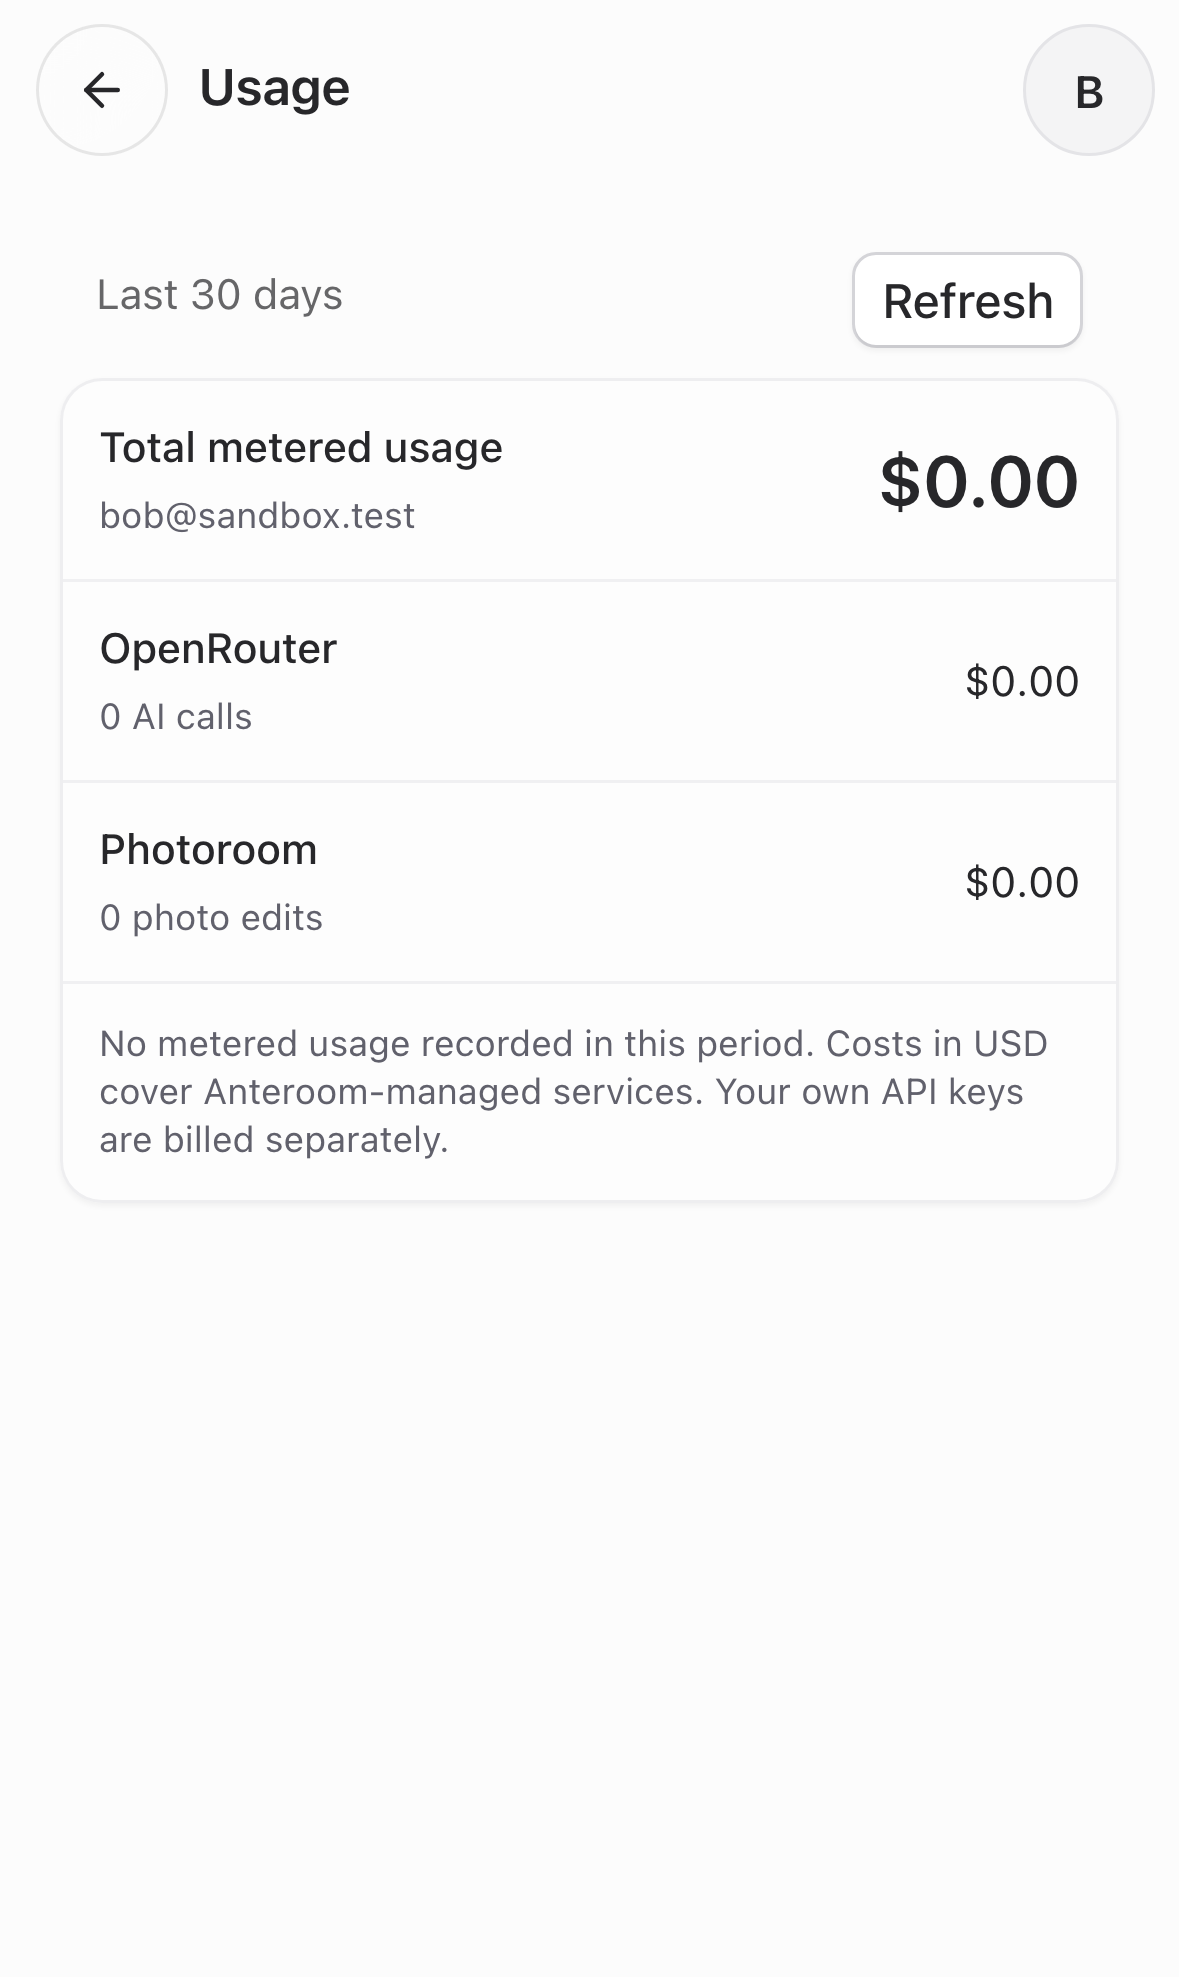 Usage
B
Last 30 days
Refresh
Total metered usage
$0.00
bob@sandbox.test
OpenRouter
$0.00
0 AI calls
Photoroom
$0.00
0 photo edits
No metered usage recorded in this period. Costs in USD
cover Anteroom-managed services. Your own API keys
are billed separately.